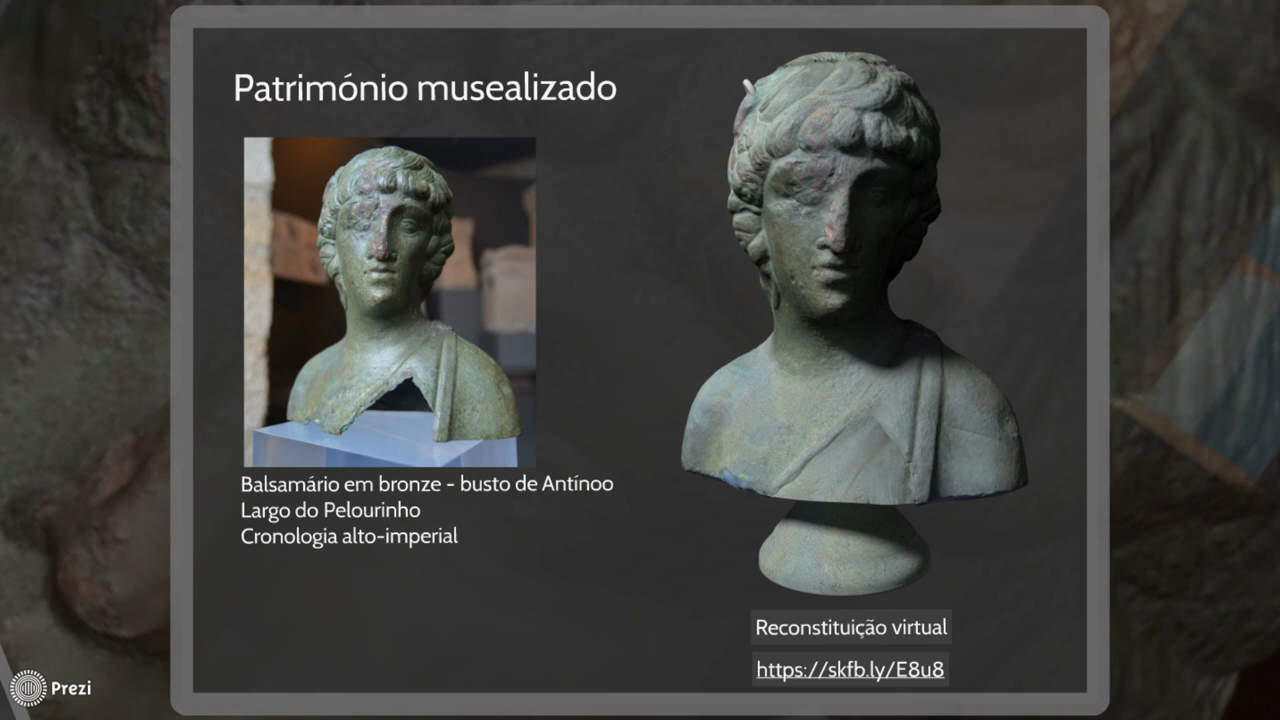 Património musealizado
Balsamário em bronze - busto de Antínoo
Largo do Pelourinho
Cronologia alto-imperial
Reconstituição virtual
https://skfb.ly/E8u8
Prezi